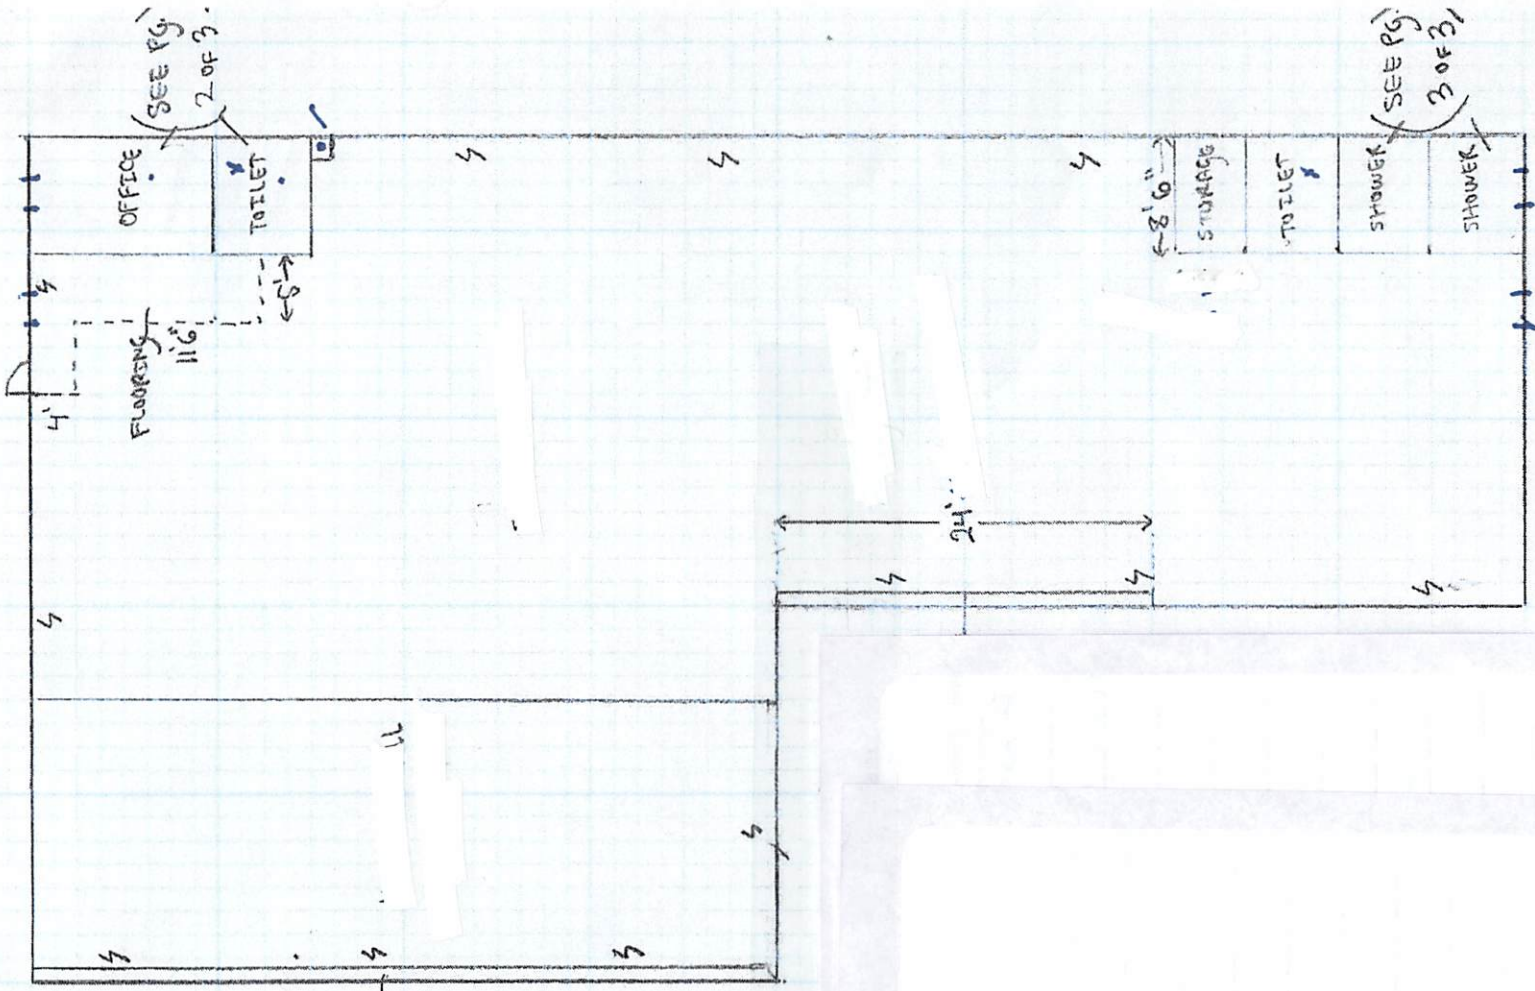 (SEE PG)
2 OF 3.
OFFICE
TOILET
5'
FLOORING
11'6"
4'
(SEE PG)
3 OF 3)
8'6"
STORAGE
TOILET
SHOWER
SHOWER
24'